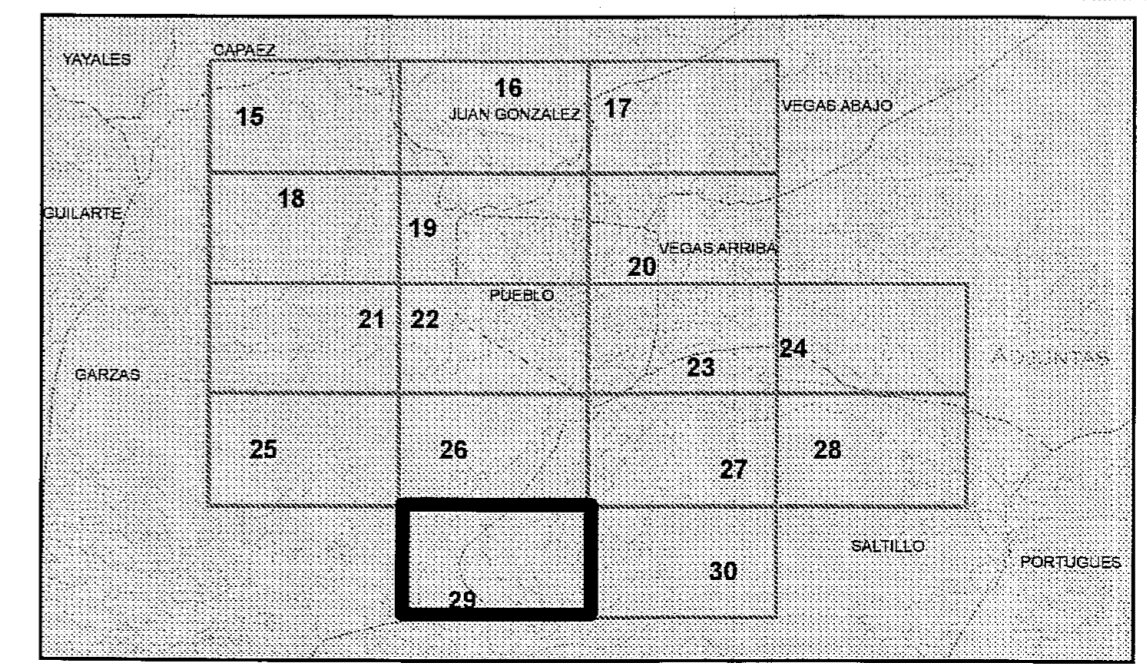 CAPAEZ
YAYALES
16
15
JUAN GONZALEZ
17
VEGAS ABAJO
18
GUILARTE
19
VEGAS ARRIBA
20
PUEBLO
21
22
24
ADJUNTAS
23
GARZAS
25
26
27
28
SALTILLO
PORTUGUES
30
29